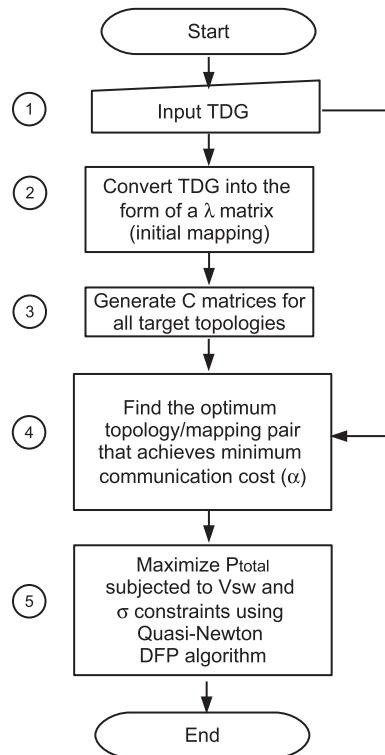 Start
1
Input TDG
2
Convert TDG into the
form of a λ matrix
(initial mapping)
3
Generate C matrices for
all target topologies
4
Find the optimum
topology/mapping pair
that achieves minimum
communication cost (α)
5
Maximize Ptotal
subjected to Vsw and
σ constraints using
Quasi-Newton
DFP algorithm
End